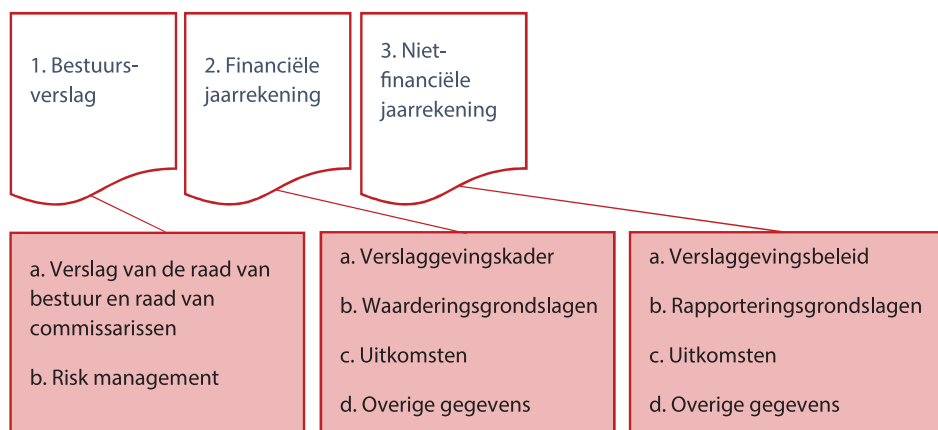 1. Bestuurs-
verslag
2. Financiële
jaarrekening
3. Niet-
financiële
jaarrekening
a. Verslag van de raad van
bestuur en raad van
commissarissen
b. Risk management
a. Verslaggevingskader
b. Waarderingsgrondslagen
c. Uitkomsten
d. Overige gegevens
a. Verslaggevingsbeleid
b. Rapporteringsgrondslagen
c. Uitkomsten
d. Overige gegevens